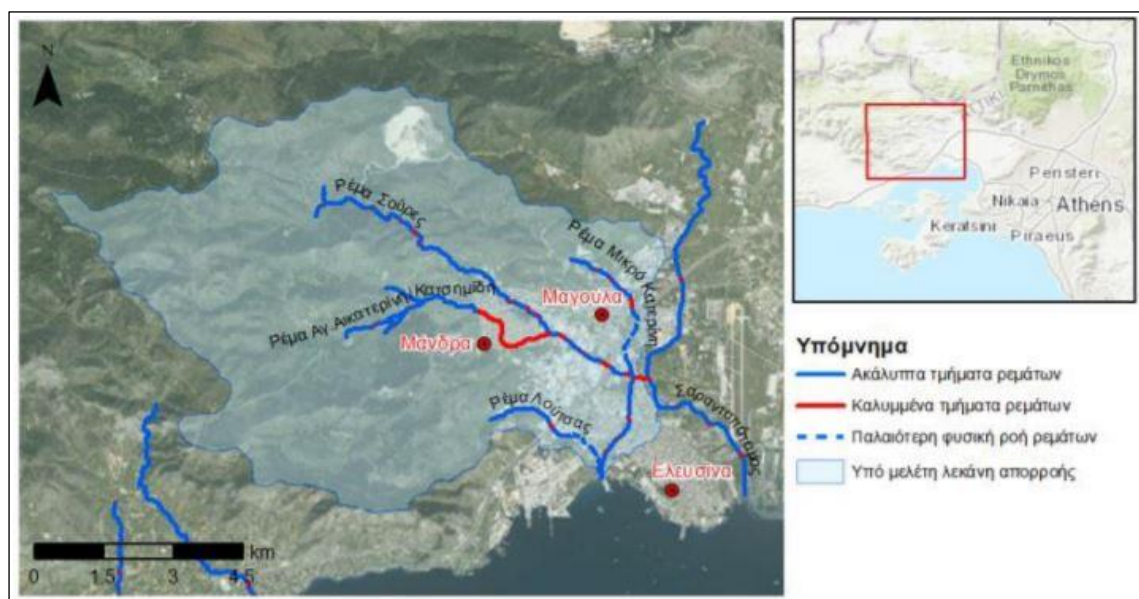 N
Ρέμα Σούρες
Ρέμα Μικρό Κατερίνη
Μαγούλα
Ρέμα Αγ. Αικατερίνη/Κατσιμίδη
Μάνδρα
Ρέμα Λούτσας
Σαρανταπόταμος
Ελευσίνα
km
0 1.5 3 4.5
Ethnikos
Drymos
Parnithas
ATTIKI
Peristeri
Nikaia
Athens
Keratsini
Piraeus
Υπόμνημα
Ακάλυπτα τμήματα ρεμάτων
Καλυμμένα τμήματα ρεμάτων
Παλαιότερη φυσική ροή ρεμάτων
Υπό μελέτη λεκάνη απορροής